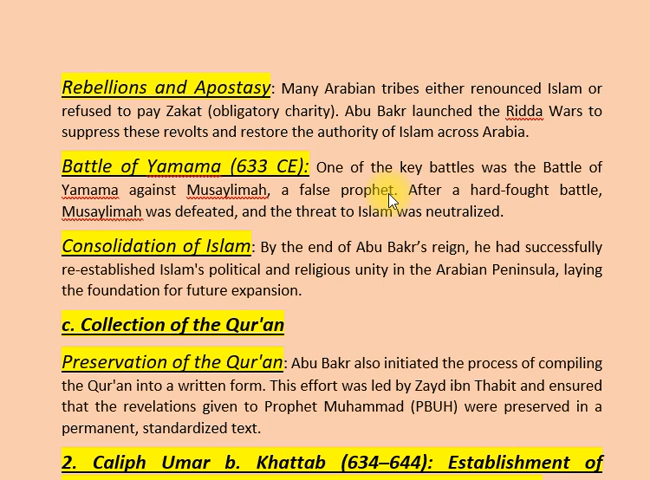 Rebellions and Apostasy: Many Arabian tribes either renounced Islam or
refused to pay Zakat (obligatory charity). Abu Bakr launched the Ridda Wars to
suppress these revolts and restore the authority of Islam across Arabia.
Battle of Yamama (633 CE): One of the key battles was the Battle of
Yamama against Musaylimah, a false prophet. After a hard-fought battle,
Musaylimah was defeated, and the threat to Islam was neutralized.
Consolidation of Islam: By the end of Abu Bakr’s reign, he had successfully
re-established Islam's political and religious unity in the Arabian Peninsula, laying
the foundation for future expansion.
c. Collection of the Qur'an
Preservation of the Qur'an: Abu Bakr also initiated the process of compiling
the Qur'an into a written form. This effort was led by Zayd ibn Thabit and ensured
that the revelations given to Prophet Muhammad (PBUH) were preserved in a
permanent, standardized text.
2. Caliph Umar b. Khattab (634–644): Establishment of